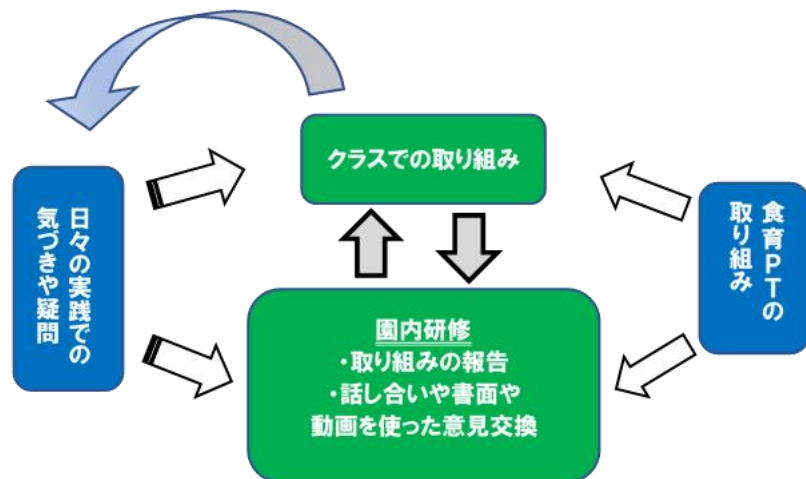 クラスでの取り組み
日々の実践での
気づきや疑問
食育PTの
取り組み
園内研修
・取り組みの報告
・話し合いや書面や
動画を使った意見交換